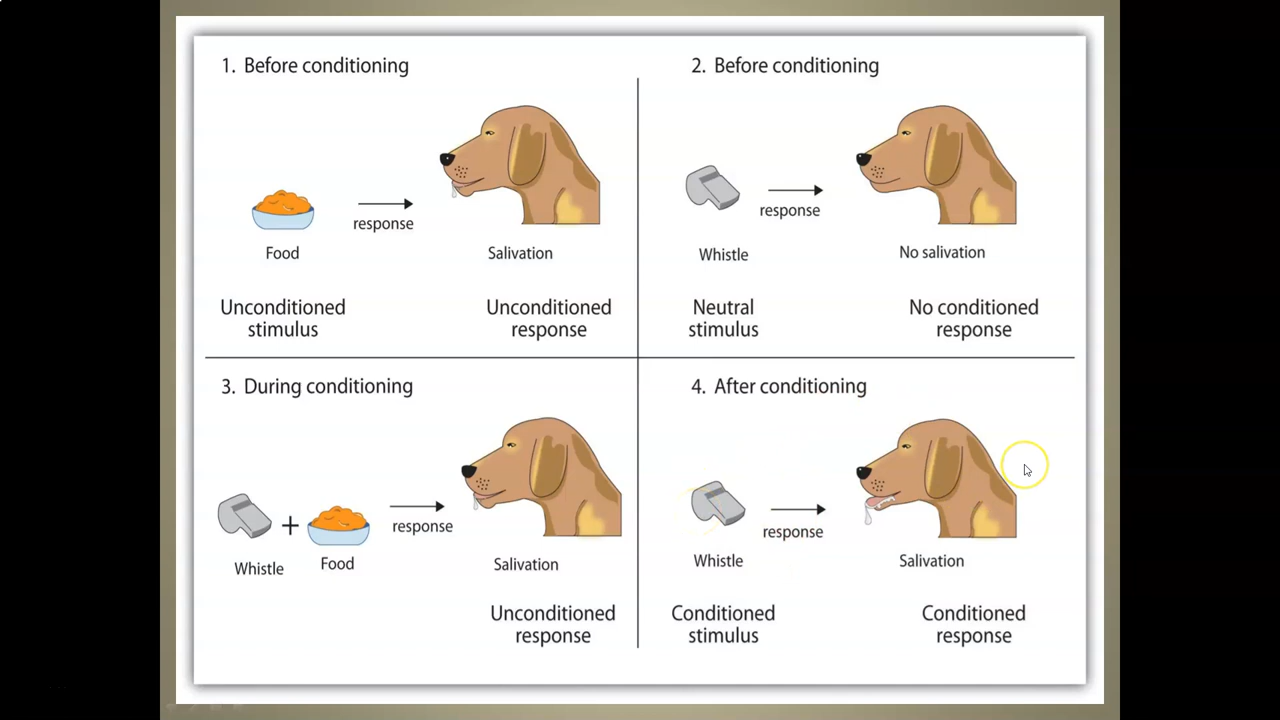 1. Before conditioning
response
Food
Salivation
Unconditioned
stimulus
Unconditioned
response
2. Before conditioning
response
Whistle
No salivation
Neutral
stimulus
No conditioned
response
3. During conditioning
+
response
Whistle
Food
Salivation
Unconditioned
response
4. After conditioning
response
Whistle
Salivation
Conditioned
stimulus
Conditioned
response